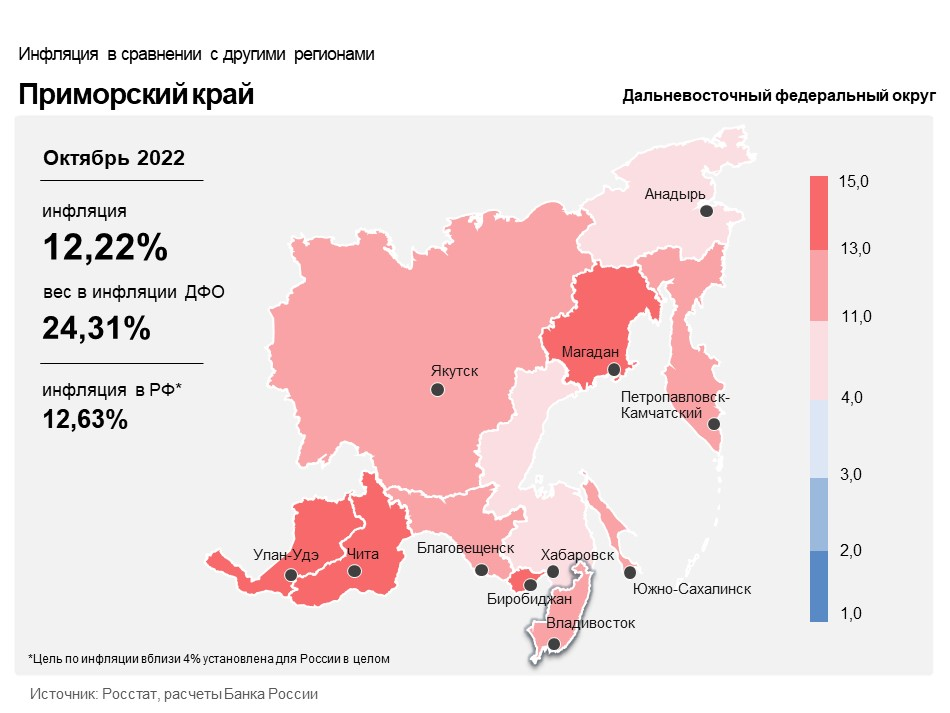 Инфляция в сравнении с другими регионами
Приморский край
Дальневосточный федеральный округ
Октябрь 2022
инфляция
12,22%
вес в инфляции ДФО
24,31%
инфляция в РФ*
12,63%
Анадырь
Магадан
Якутск
Петропавловск-
Камчатский
Улан-Удэ
Чита
Благовещенск
Хабаровск
Биробиджан
Южно-Сахалинск
Владивосток
15,0
13,0
11,0
4,0
3,0
2,0
1,0
*Цель по инфляции вблизи 4% установлена для России в целом
Источник: Росстат, расчеты Банка России